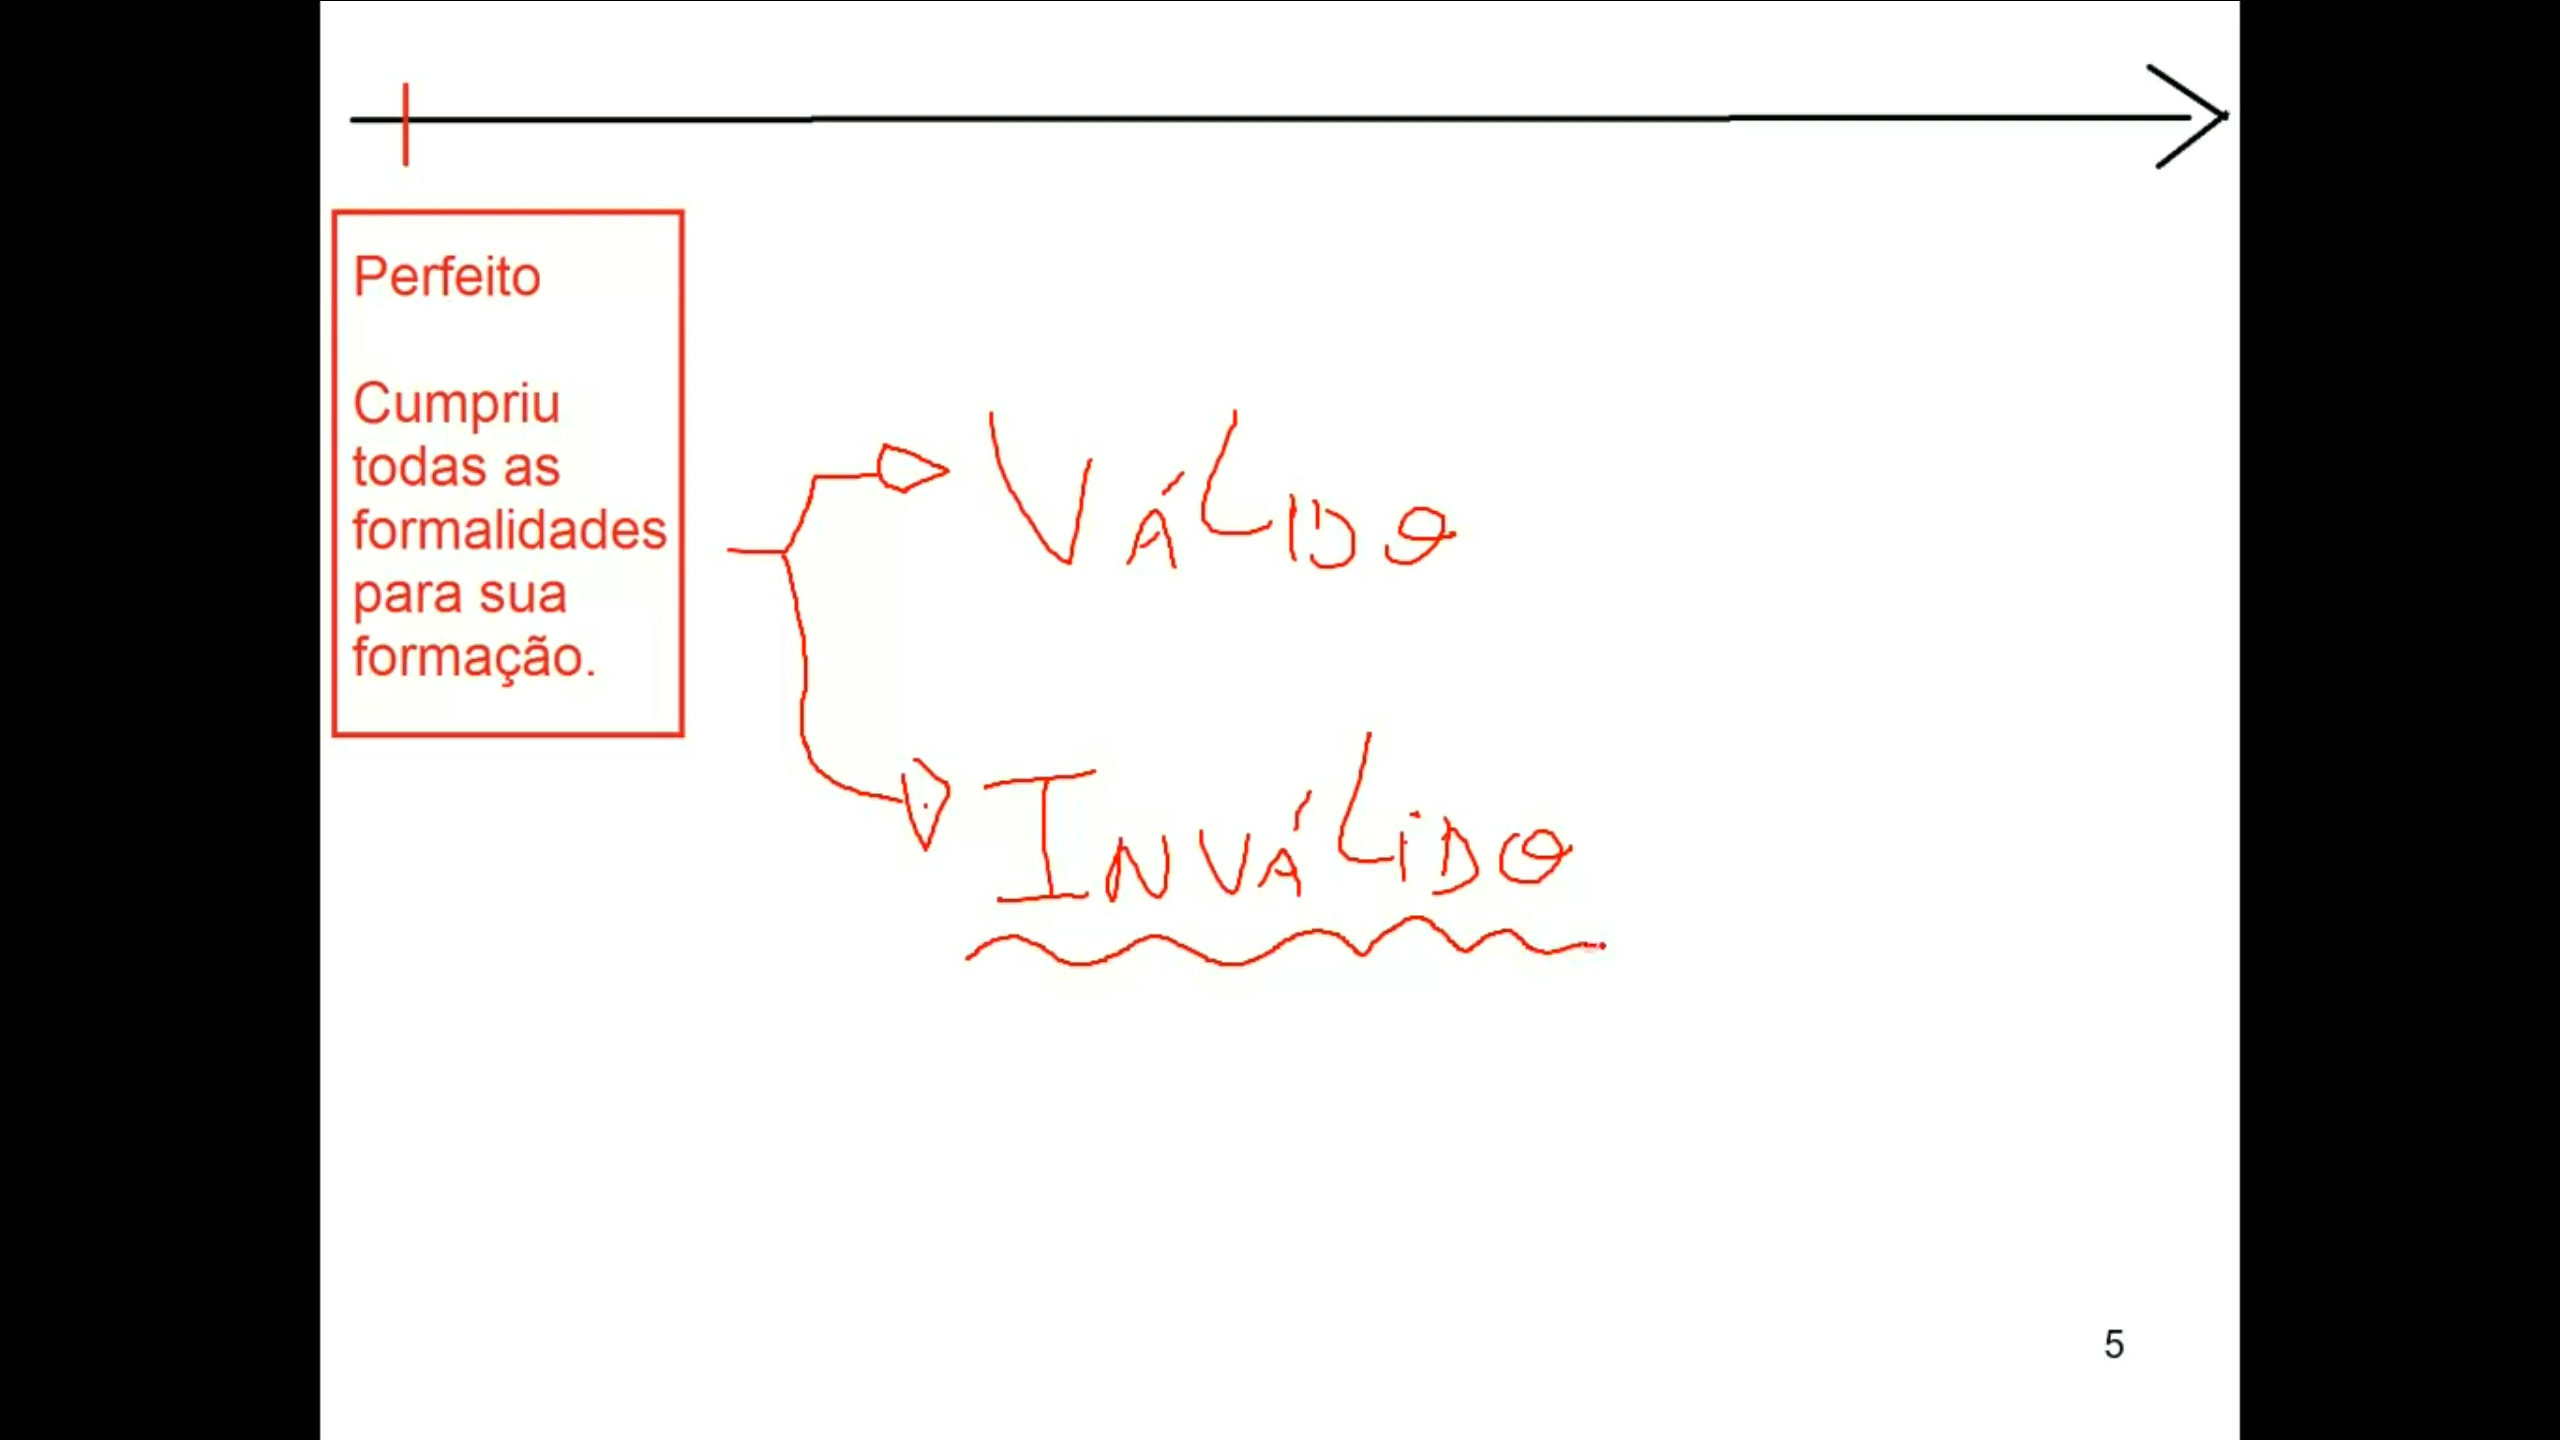 Perfeito
Cumpriu
todas as
formalidades
para sua
formação.
VÁLIDO
INVÁLIDO
5